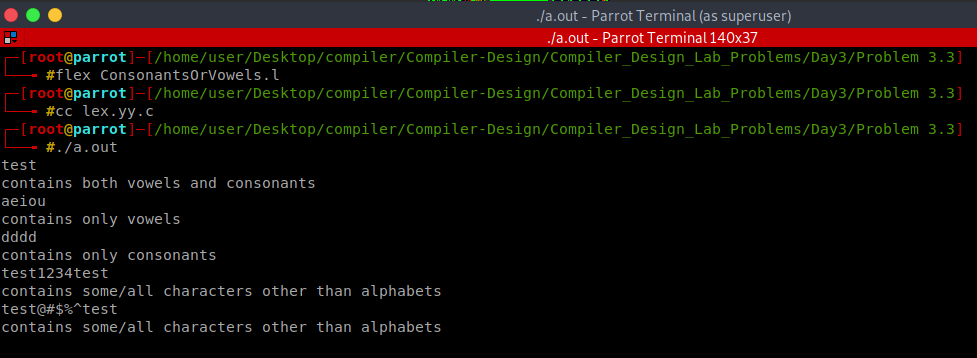 ./a.out - Parrot Terminal (as superuser)
./a.out - Parrot Terminal 140x37
[root@parrot]-[/home/user/Desktop/compiler/Compiler-Design/Compiler_Design_Lab_Problems/Day3/Problem 3.3]
#flex ConsonantsOrVowels.l
[root@parrot]-[/home/user/Desktop/compiler/Compiler-Design/Compiler_Design_Lab_Problems/Day3/Problem 3.3]
#cc lex.yy.c
[root@parrot]-[/home/user/Desktop/compiler/Compiler-Design/Compiler_Design_Lab_Problems/Day3/Problem 3.3]
#./a.out
test
contains both vowels and consonants
aeiou
contains only vowels
dddd
contains only consonants
test1234test
contains some/all characters other than alphabets
test@#$%^test
contains some/all characters other than alphabets